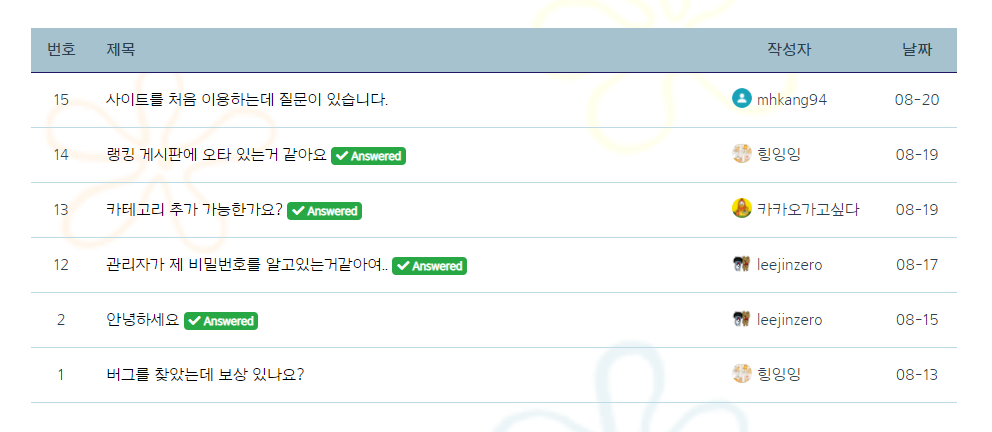 번호 제목 작성자 날짜
15 사이트를 처음 이용하는데 질문이 있습니다. mhkang94 08-20
14 랭킹 게시판에 오타 있는거 같아요 Answered 힝잉잉 08-19
13 카테고리 추가 가능한가요? Answered 카카오가고싶다 08-19
12 관리자가 제 비밀번호를 알고있는거같아여.. Answered leejinzero 08-17
2 안녕하세요 Answered leejinzero 08-15
1 버그를 찾았는데 보상 있나요? 힝잉잉 08-13